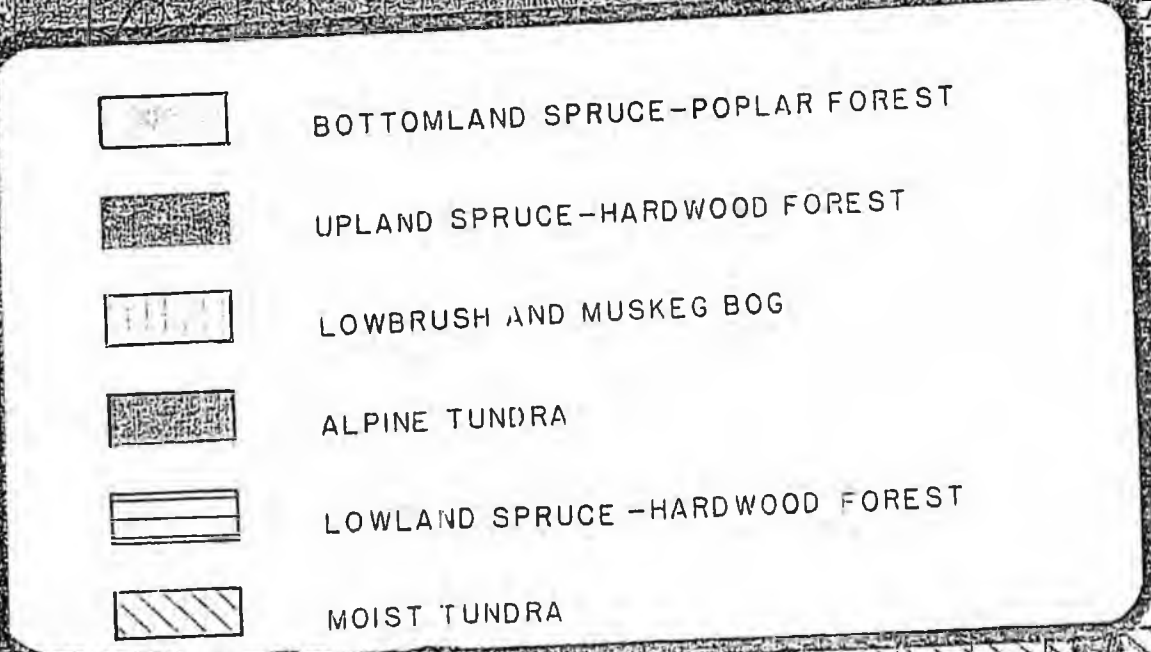 BOTTOMLAND SPRUCE-POPLAR FOREST
UPLAND SPRUCE-HARDWOOD FOREST
LOWBRUSH AND MUSKEG BOG
ALPINE TUNDRA
LOWLAND SPRUCE-HARDWOOD FOREST
MOIST TUNDRA